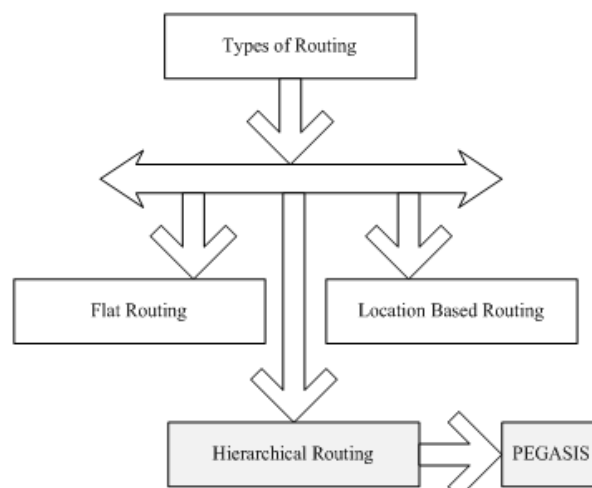 Types of Routing
Flat Routing
Location Based Routing
Hierarchical Routing
PEGASIS